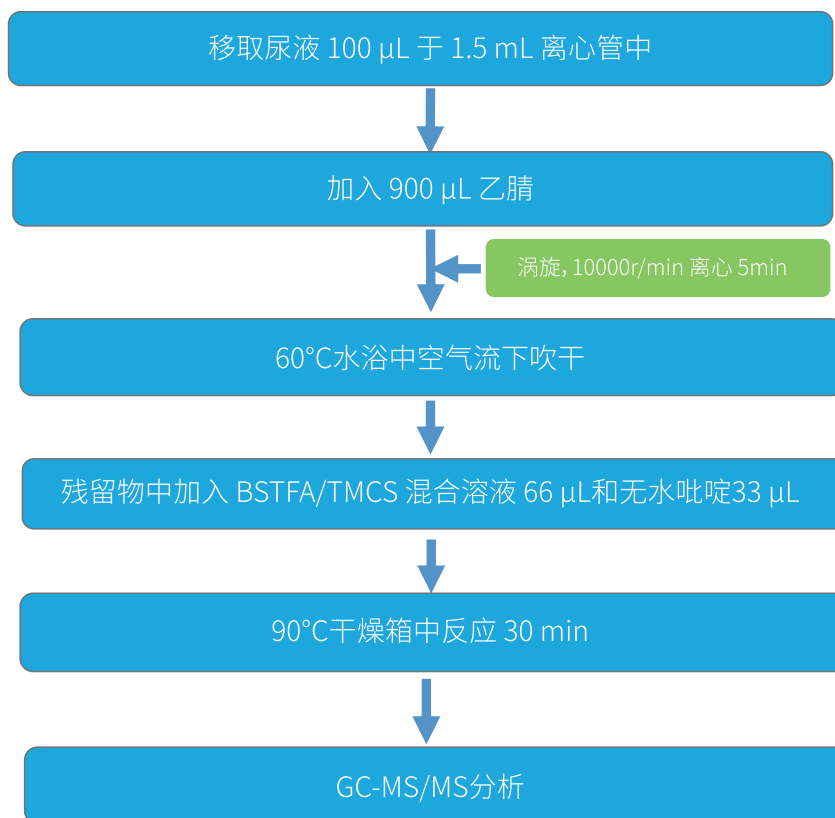 移取尿液 100 µL 于 1.5 mL 离心管中
加入 900 µL 乙腈
涡旋, 10000r/min 离心 5min
60°C水浴中空气流下吹干
残留物中加入 BSTFA/TMCS 混合溶液 66 µL和无水吡啶33 µL
90°C干燥箱中反应 30 min
GC-MS/MS分析